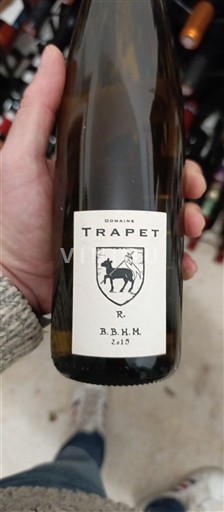 DOMAINE
TRAPET
R.
B.B.H.M.
2015